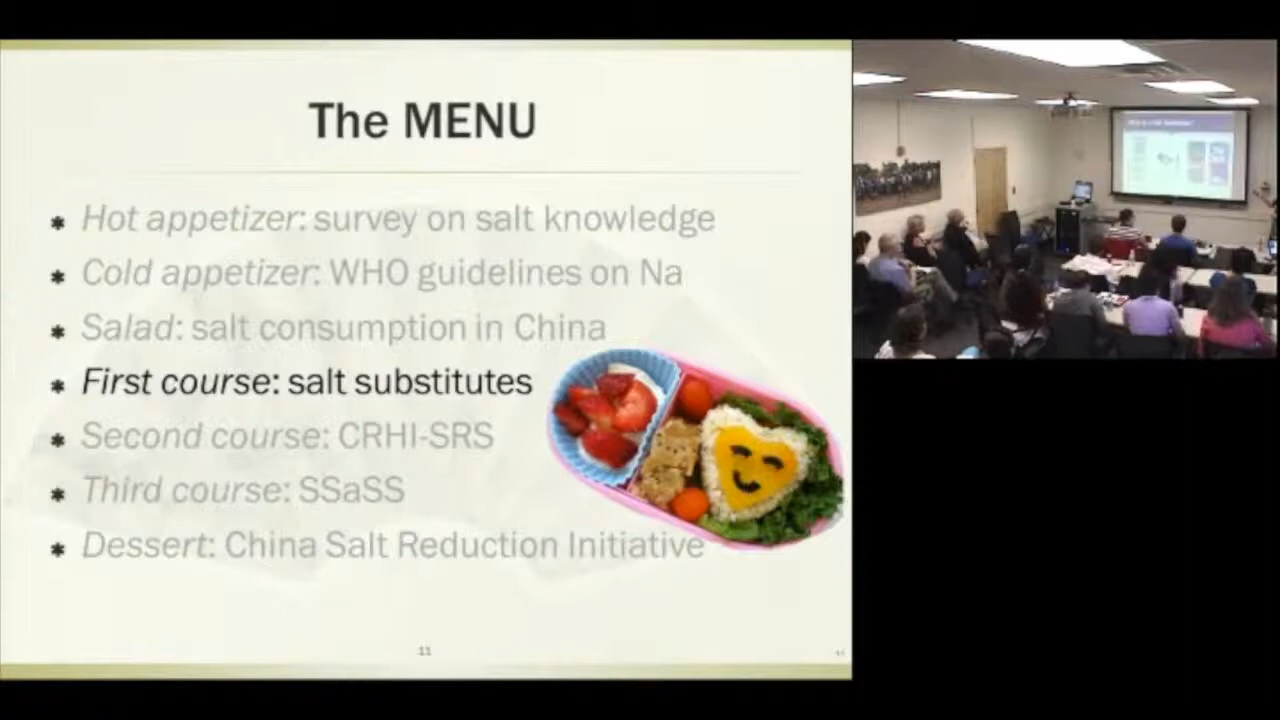 The MENU
* Hot appetizer: survey on salt knowledge
* Cold appetizer: WHO guidelines on Na
* Salad: salt consumption in China
* First course: salt substitutes
* Second course: CRHI-SRS
* Third course: SSaSS
* Dessert: China Salt Reduction Initiative
11